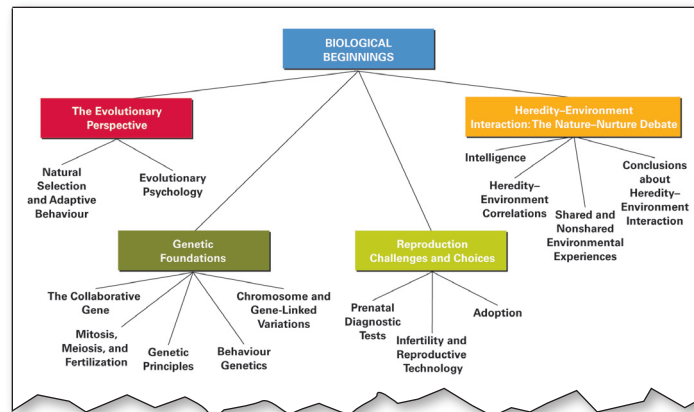 BIOLOGICAL
BEGINNINGS
The Evolutionary
Perspective
Heredity–Environment
Interaction: The Nature–Nurture Debate
Natural
Selection
and Adaptive
Behaviour
Evolutionary
Psychology
Intelligence
Heredity–
Environment
Correlations
Shared and
Nonshared
Environmental
Experiences
Conclusions
about
Heredity–
Environment
Interaction
Genetic
Foundations
Reproduction
Challenges and Choices
The Collaborative
Gene
Mitosis,
Meiosis, and
Fertilization
Genetic
Principles
Behaviour
Genetics
Chromosome and
Gene-Linked
Variations
Prenatal
Diagnostic
Tests
Infertility and
Reproductive
Technology
Adoption